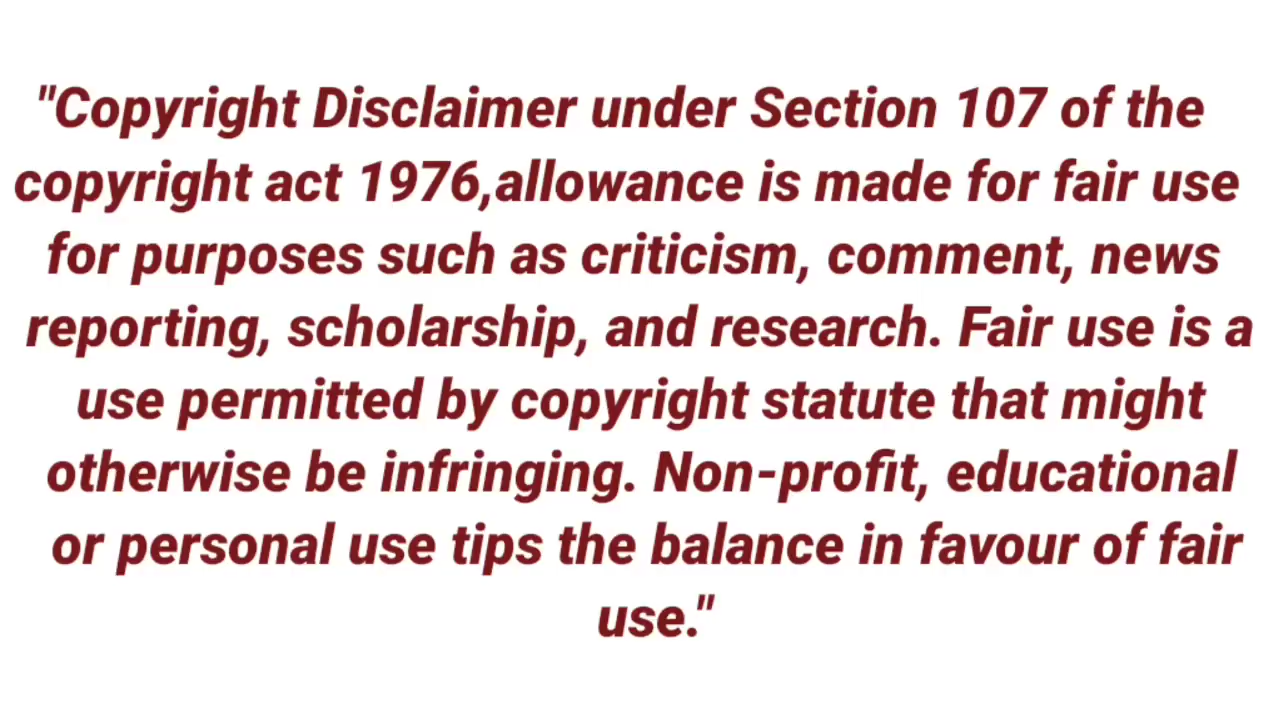 "Copyright Disclaimer under Section 107 of the
copyright act 1976,allowance is made for fair use
for purposes such as criticism, comment, news
reporting, scholarship, and research. Fair use is a
use permitted by copyright statute that might
otherwise be infringing. Non-profit, educational
or personal use tips the balance in favour of fair
use."